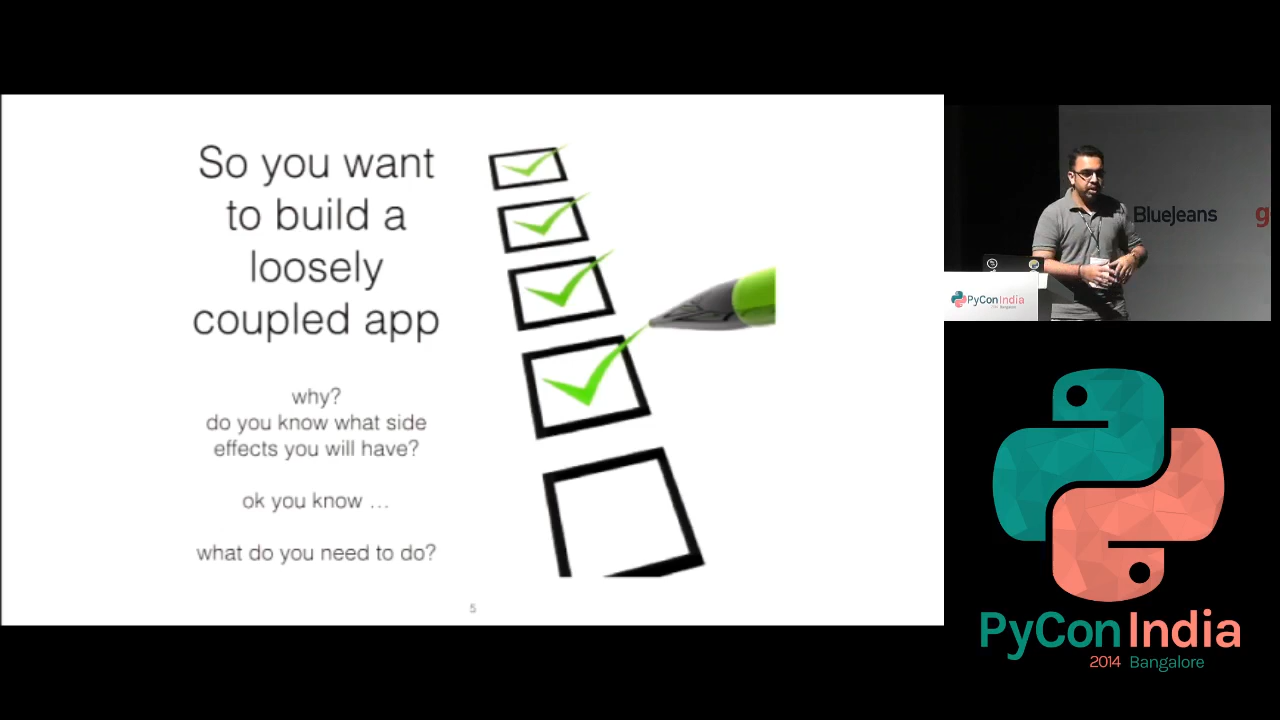 So you want
to build a
loosely
coupled app
why?
do you know what side
effects you will have?
ok you know …
what do you need to do?
5
BlueJeans
g
PyCon India
Bangalore
PyCon India
2014 Bangalore